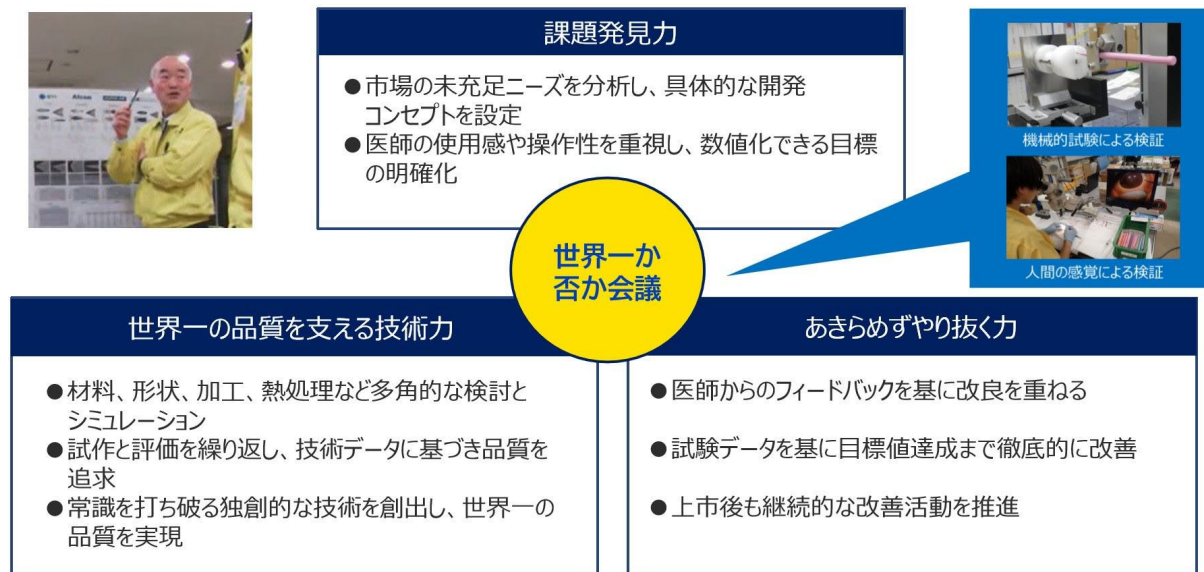 Alcon
課題発見力
●市場の未充足ニーズを分析し、具体的な開発
コンセプトを設定
●医師の使用感や操作性を重視し、数値化できる目標
の明確化
機械的試験による検証
人間の感覚による検証
世界一か
否か会議
世界一の品質を支える技術力
●材料、形状、加工、熱処理など多角的な検討と
シミュレーション
●試作と評価を繰り返し、技術データに基づき品質を
追求
●常識を打ち破る独創的な技術を創出し、世界一の
品質を実現
あきらめずやり抜く力
●医師からのフィードバックを基に改良を重ねる
●試験データを基に目標値達成まで徹底的に改善
●上市後も継続的な改善活動を推進